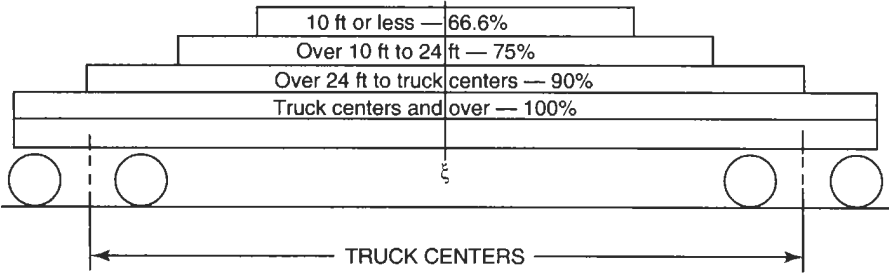 10 ft or less — 66.6%
Over 10 ft to 24 ft — 75%
Over 24 ft to truck centers — 90%
Truck centers and over — 100%
ξ
TRUCK CENTERS